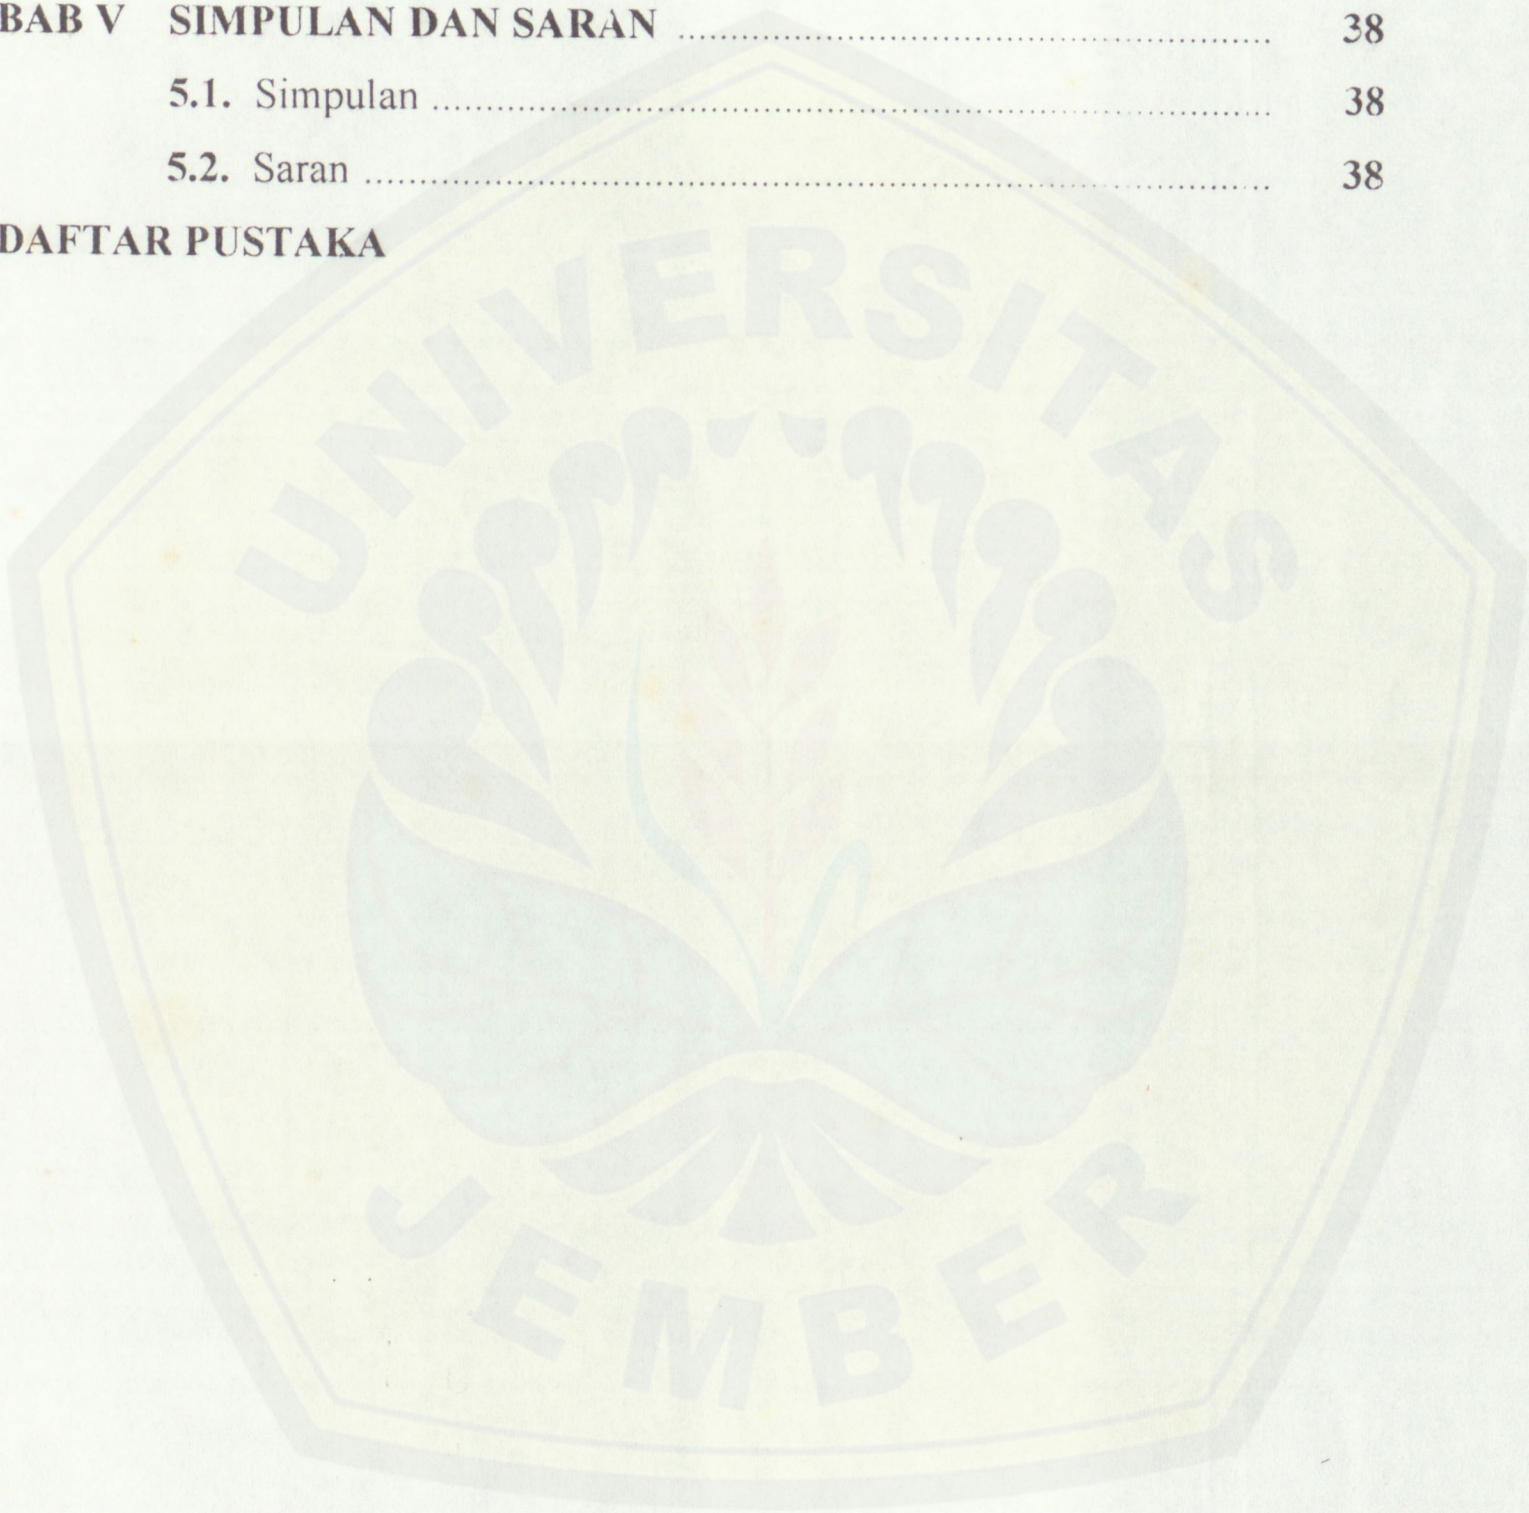 BAB V SIMPULAN DAN SARAN ........................ 38
5.1. Simpulan ........................ 38
5.2. Saran ........................ 38
DAFTAR PUSTAKA
UNIVERSITAS
JEMBER